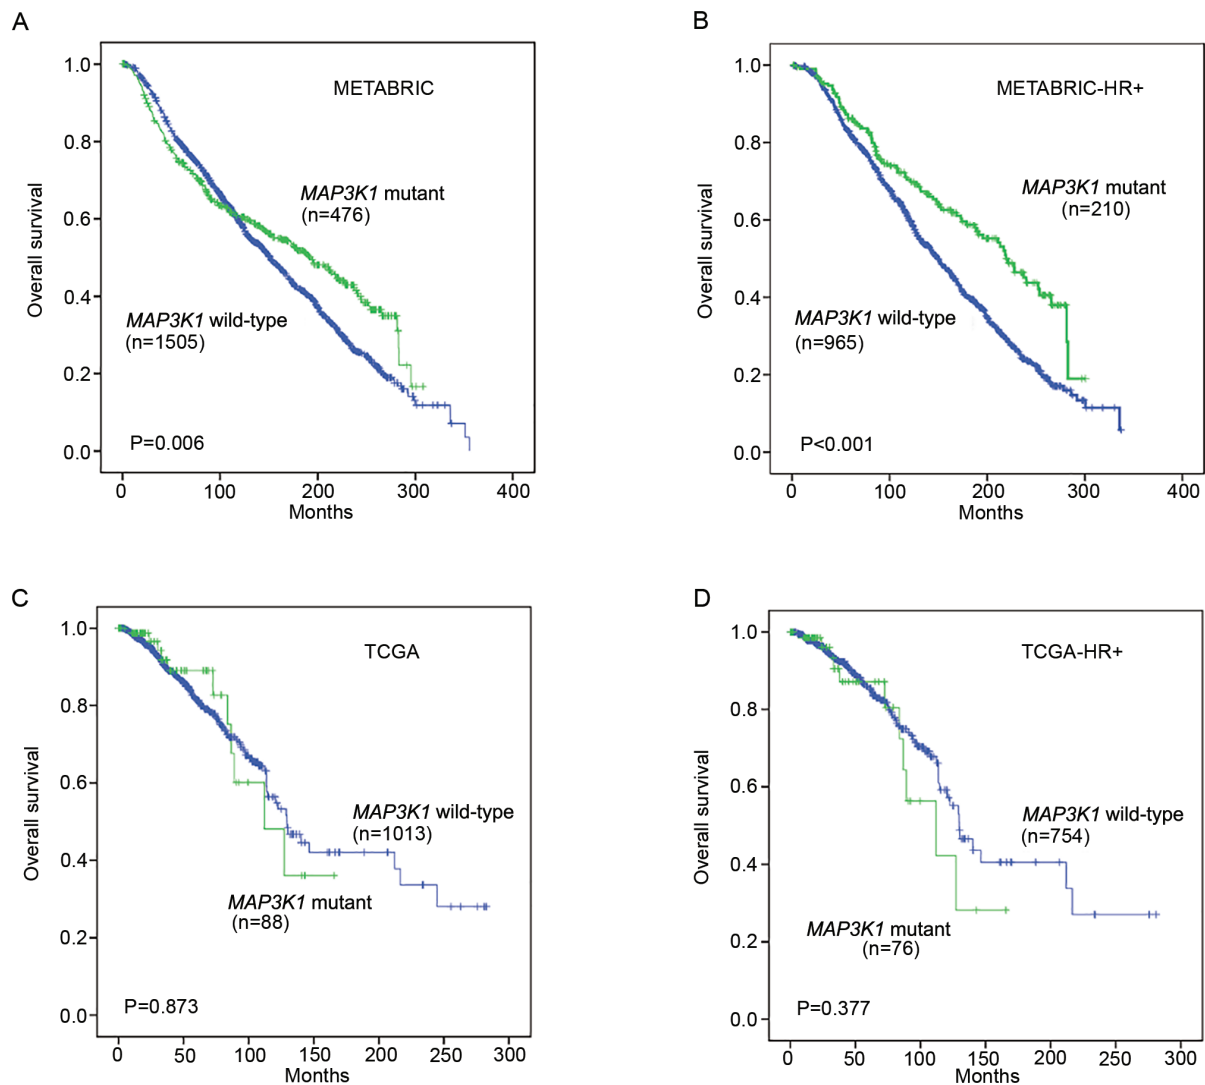 A
METABRIC
MAP3K1 mutant
(n=476)
MAP3K1 wild-type
(n=1505)
P=0.006
Overall survival
1.0
0.8
0.6
0.4
0.2
0.0
0 100 200 300 400
Months
B
METABRIC-HR+
MAP3K1 mutant
(n=210)
MAP3K1 wild-type
(n=965)
P<0.001
Overall survival
1.0
0.8
0.6
0.4
0.2
0.0
0 100 200 300 400
Months
C
TCGA
MAP3K1 wild-type
(n=1013)
MAP3K1 mutant
(n=88)
P=0.873
Overall survival
1.0
0.8
0.6
0.4
0.2
0.0
0 50 100 150 200 250 300
Months
D
TCGA-HR+
MAP3K1 wild-type
(n=754)
MAP3K1 mutant
(n=76)
P=0.377
Overall survival
1.0
0.8
0.6
0.4
0.2
0.0
0 50 100 150 200 250 300
Months